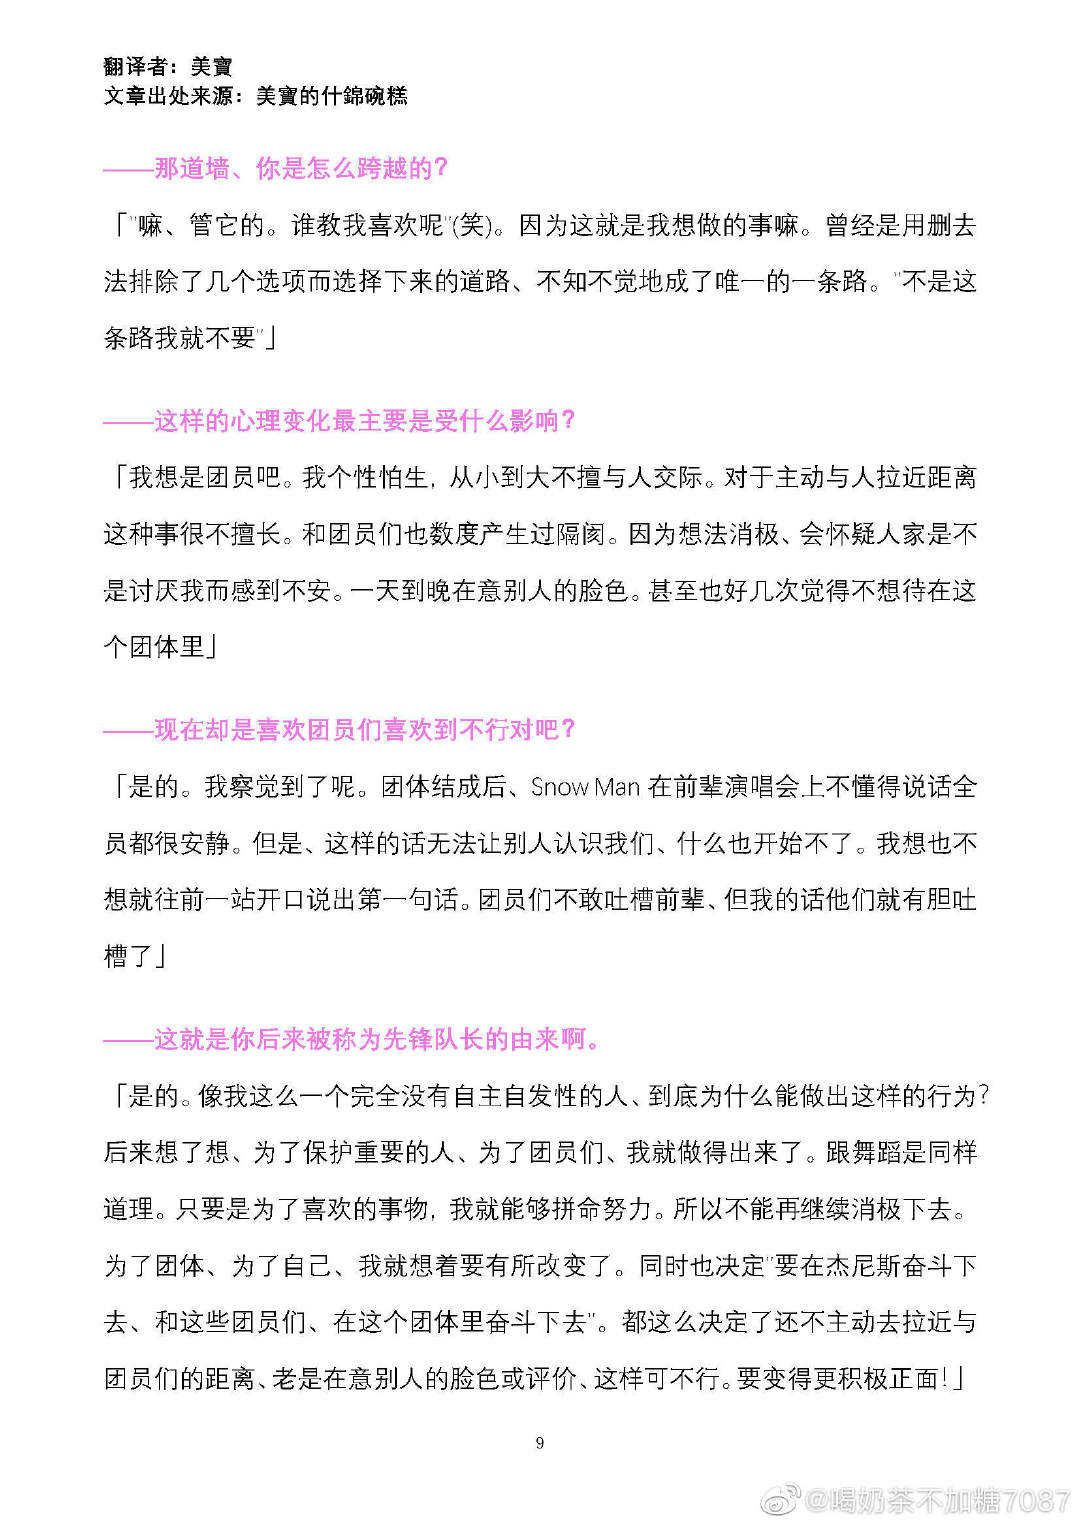 翻译者：美寶
文章出处来源：美寶的什錦碗糕
——那道墙、你是怎么跨越的？
「"嘛、管它的。谁教我喜欢呢"(笑)。因为这就是我想做的事嘛。曾经是用删去
法排除了几个选项而选择下来的道路、不知不觉地成了唯一的一条路。"不是这
条路我就不要"」
——这样的心理变化最主要是受什么影响？
「我想是团员吧。我个性怕生，从小到大不擅与人交际。对于主动与人拉近距离
这种事很不擅长。和团员们也数度产生过隔阂。因为想法消极、会怀疑人家是不
是讨厌我而感到不安。一天到晚在意别人的脸色。甚至也好几次觉得不想待在这
个团体里」
——现在却是喜欢团员们喜欢到不行对吧？
「是的。我察觉到了呢。团体结成后、Snow Man 在前辈演唱会上不懂得说话全
员都很安静。但是、这样的话无法让别人认识我们、什么也开始不了。我想也不
想就往前一站开口说出第一句话。团员们不敢吐槽前辈、但我的话他们就有胆吐
槽了」
——这就是你后来被称为先锋队长的由来啊。
「是的。像我这么一个完全没有自主自发性的人、到底为什么能做出这样的行为？
后来想了想、为了保护重要的人、为了团员们、我就做得出来了。跟舞蹈是同样
道理。只要是为了喜欢的事物，我就能够拼命努力。所以不能再继续消极下去。
为了团体、为了自己、我就想着要有所改变了。同时也决定"要在杰尼斯奋斗下
去、和这些团员们、在这个团体里奋斗下去"。都这么决定了还不主动去拉近与
团员们的距离、老是在意别人的脸色或评价、这样可不行。要变得更积极正面！」
9
@喝奶茶不加糖7087